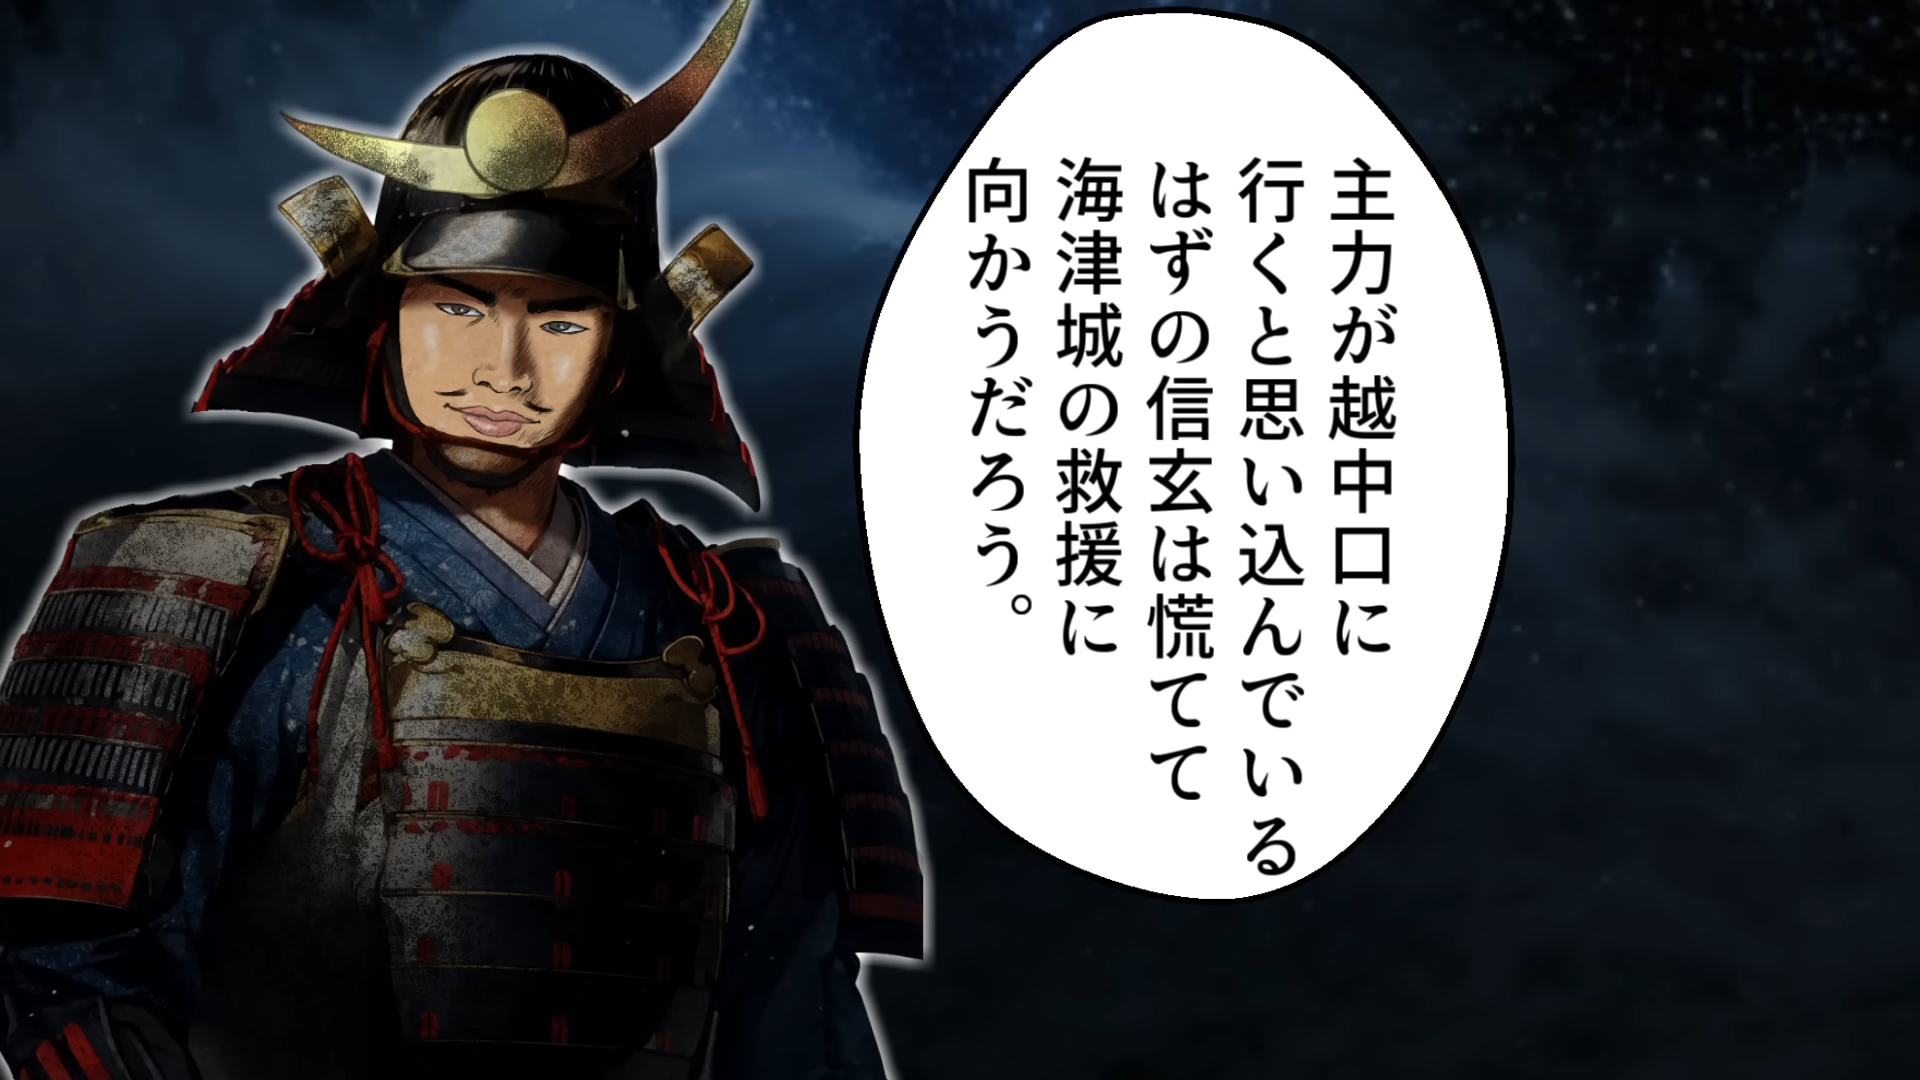 主力が越中口に
行くと思い込んでいる
はずの信玄は慌てて
海津城の救援に
向かうだろう。